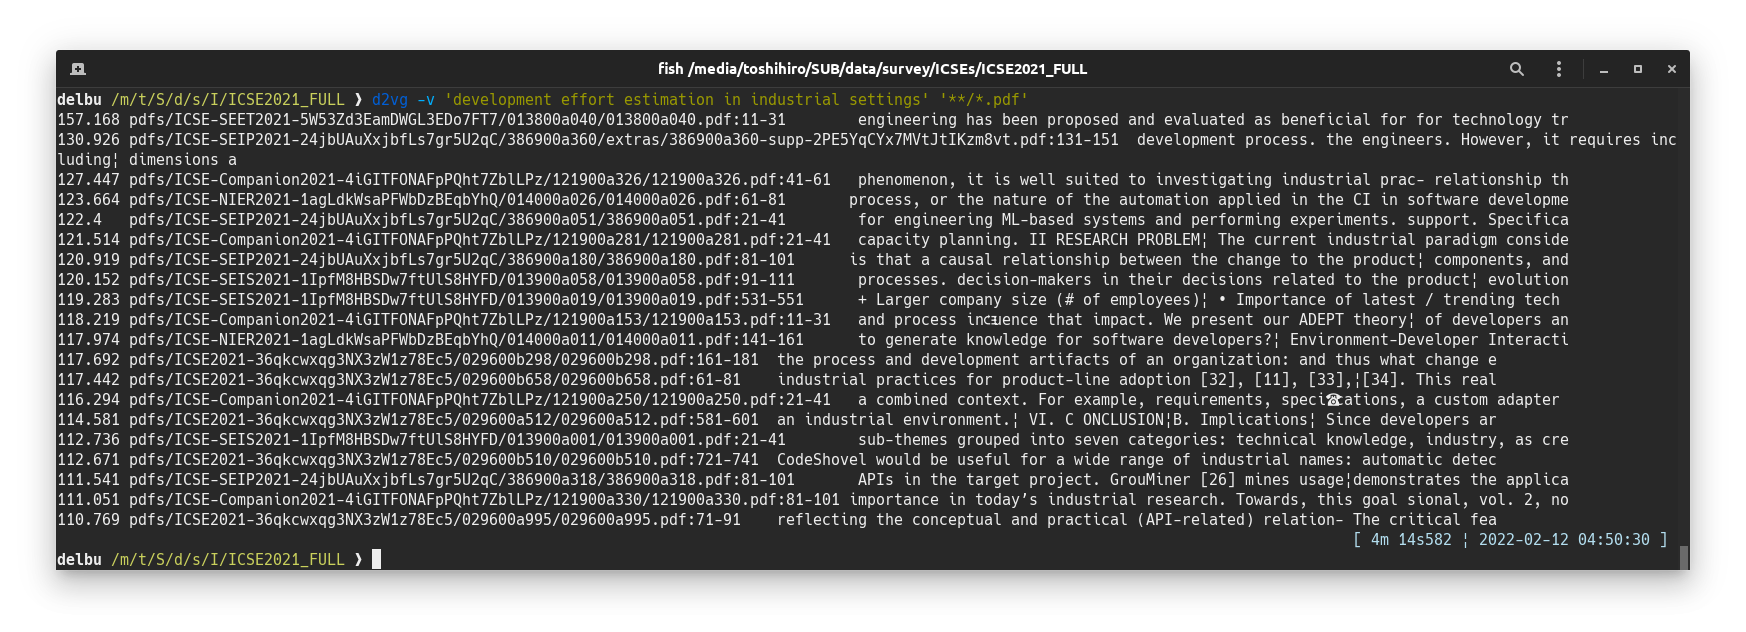 fish /media/toshihiro/SUB/data/survey/ICSEs/ICSE2021_FULL
delbu /m/t/S/d/s/I/ICSE2021_FULL ❯ d2vg -v 'development effort estimation in industrial settings' '**/*.pdf'
157.168 pdfs/ICSE-SEET2021-5W53Zd3EamDWGL3EDo7FT7/013800a040/013800a040.pdf:11-31 engineering has been proposed and evaluated as beneficial for for technology tr
130.926 pdfs/ICSE-SEIP2021-24jbUAuXxjbfLs7gr5U2qC/386900a360/extras/386900a360-supp-2PE5YqCYx7MVtJtIKzm8vt.pdf:131-151 development process. the engineers. However, it requires inc
luding¦ dimensions a
127.447 pdfs/ICSE-Companion2021-4iGITFONAFpPQht7ZblLPz/121900a326/121900a326.pdf:41-61 phenomenon, it is well suited to investigating industrial prac- relationship th
123.664 pdfs/ICSE-NIER2021-1agLdkWsaPFWbDzBEqbYhQ/014000a026/014000a026.pdf:61-81 process, or the nature of the automation applied in the CI in software developme
122.4 pdfs/ICSE-SEIP2021-24jbUAuXxjbfLs7gr5U2qC/386900a051/386900a051.pdf:21-41 for engineering ML-based systems and performing experiments. support. Specifica
121.514 pdfs/ICSE-Companion2021-4iGITFONAFpPQht7ZblLPz/121900a281/121900a281.pdf:21-41 capacity planning. II RESEARCH PROBLEM¦ The current industrial paradigm conside
120.919 pdfs/ICSE-SEIP2021-24jbUAuXxjbfLs7gr5U2qC/386900a180/386900a180.pdf:81-101 is that a causal relationship between the change to the product¦ components, and
120.152 pdfs/ICSE-SEIS2021-1IpfM8HBSDw7ftUlS8HYFD/013900a058/013900a058.pdf:91-111 processes. decision-makers in their decisions related to the product¦ evolution
119.283 pdfs/ICSE-SEIS2021-1IpfM8HBSDw7ftUlS8HYFD/013900a019/013900a019.pdf:531-551 + Larger company size (# of employees)¦ • Importance of latest / trending tech
118.219 pdfs/ICSE-Companion2021-4iGITFONAFpPQht7ZblLPz/121900a153/121900a153.pdf:11-31 and process that impact. We present our ADEPT theory¦ of developers an
117.974 pdfs/ICSE-NIER2021-1agLdkWsaPFWbDzBEqbYhQ/014000a011/014000a011.pdf:141-161 to generate knowledge for software developers?¦ Environment-Developer Interacti
117.692 pdfs/ICSE2021-36qkcwxqg3NX3zW1z78Ec5/029600b298/029600b298.pdf:161-181 the process and development artifacts of an organization: and thus what change e
117.442 pdfs/ICSE2021-36qkcwxqg3NX3zW1z78Ec5/029600b658/029600b658.pdf:61-81 industrial practices for product-line adoption [32], [11], [33],¦[34]. This real
116.294 pdfs/ICSE-Companion2021-4iGITFONAFpPQht7ZblLPz/121900a250/121900a250.pdf:21-41 a combined context. For example, requirements, speci☎cations, a custom adapter
114.581 pdfs/ICSE2021-36qkcwxqg3NX3zW1z78Ec5/029600a512/029600a512.pdf:581-601 an industrial environment.¦ VI. C ONCLUSION¦B. Implications¦ Since developers ar
112.736 pdfs/ICSE-SEIS2021-1IpfM8HBSDw7ftUlS8HYFD/013900a001/013900a001.pdf:21-41 sub-themes grouped into seven categories: technical knowledge, industry, as cre
112.671 pdfs/ICSE2021-36qkcwxqg3NX3zW1z78Ec5/029600b510/029600b510.pdf:721-741 CodeShovel would be useful for a wide range of industrial names: automatic detec
111.541 pdfs/ICSE-SEIP2021-24jbUAuXxjbfLs7gr5U2qC/386900a318/386900a318.pdf:81-101 APIs in the target project. GrouMiner [26] mines usage¦demonstrates the applica
111.051 pdfs/ICSE-Companion2021-4iGITFONAFpPQht7ZblLPz/121900a330/121900a330.pdf:81-101 importance in today’s industrial research. Towards, this goal sional, vol. 2, no
110.769 pdfs/ICSE2021-36qkcwxqg3NX3zW1z78Ec5/029600a995/029600a995.pdf:71-91 reflecting the conceptual and practical (API-related) relation- The critical fea
[ 4m 14s582 ¦ 2022-02-12 04:50:30 ]
delbu /m/t/S/d/s/I/ICSE2021_FULL ❯